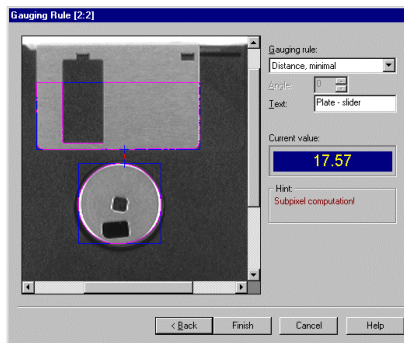 Gauging Rule [2:2]
Gauging rule:
Distance, minimal
Angle: 0
Text: Plate - slider
Current value:
17.57
Hint:
Subpixel computation!
< Back Finish Cancel Help